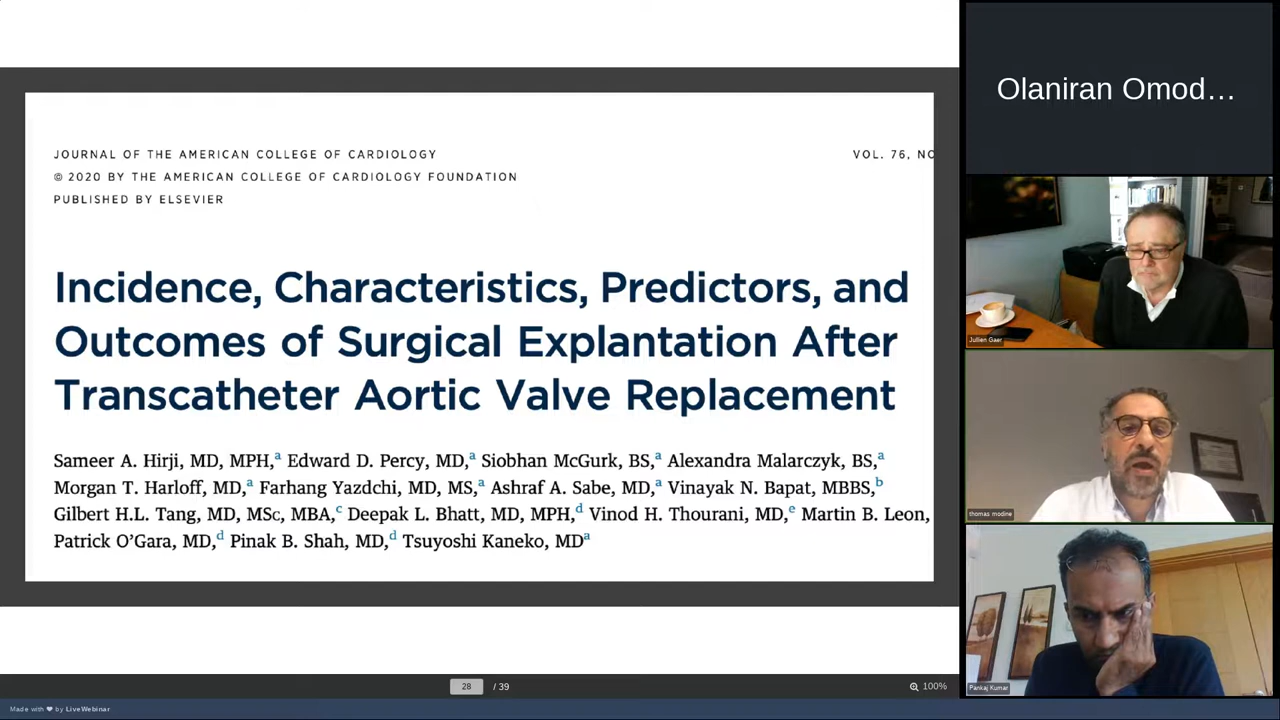 JOURNAL OF THE AMERICAN COLLEGE OF CARDIOLOGY
VOL. 76, NO
© 2020 BY THE AMERICAN COLLEGE OF CARDIOLOGY FOUNDATION
PUBLISHED BY ELSEVIER
Incidence, Characteristics, Predictors, and
Outcomes of Surgical Explantation After
Transcatheter Aortic Valve Replacement
Sameer A. Hirji, MD, MPH,a Edward D. Percy, MD,a Siobhan McGurk, BS,a Alexandra Malarczyk, BS,a
Morgan T. Harloff, MD,a Farhang Yazdchi, MD, MS,a Ashraf A. Sabe, MD,a Vinayak N. Bapat, MBBS,b
Gilbert H.L. Tang, MD, MSc, MBA,c Deepak L. Bhatt, MD, MPH,d Vinod H. Thourani, MD,e Martin B. Leon,
Patrick O'Gara, MD,d Pinak B. Shah, MD,d Tsuyoshi Kaneko, MDa
28 / 39
100%
Made with ❤ by LiveWebinar
Olaniran Omod...
Jullien Gaer
thomas modine
Pankaj Kumar